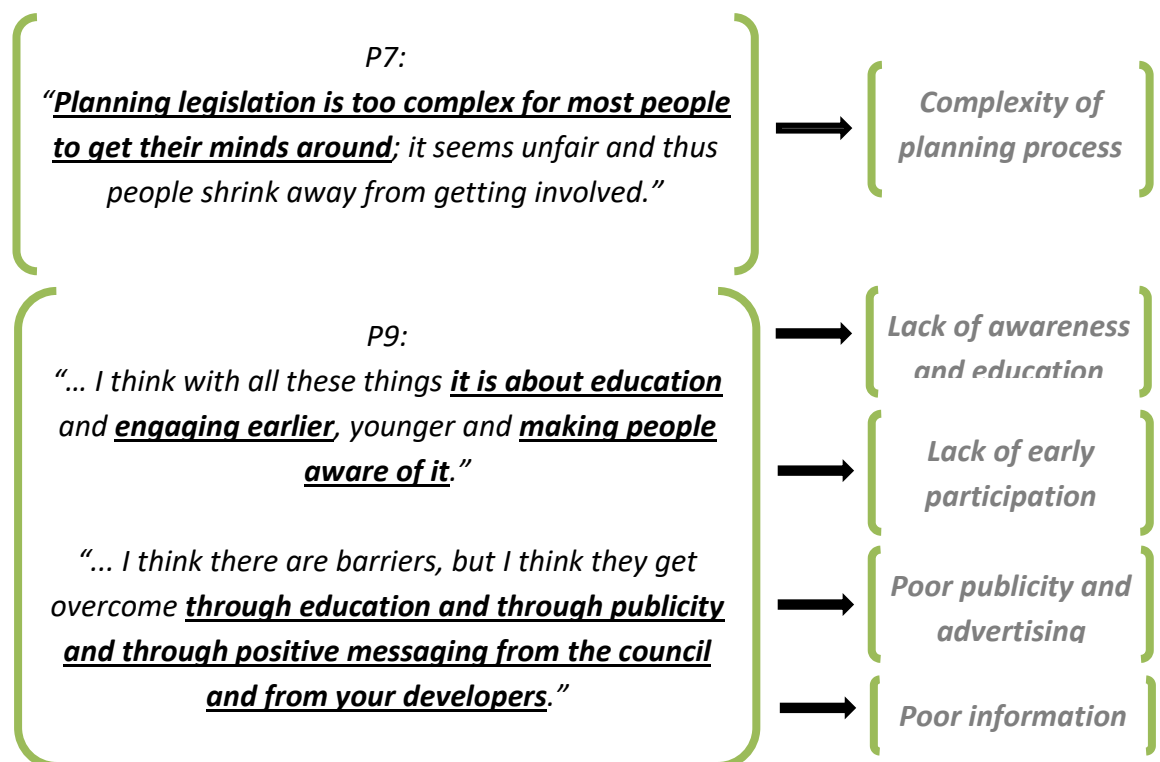 P7:
“Planning legislation is too complex for most people
to get their minds around; it seems unfair and thus
people shrink away from getting involved.”
Complexity of
planning process
P9:
“… I think with all these things it is about education
and engaging earlier, younger and making people
aware of it.”
“... I think there are barriers, but I think they get
overcome through education and through publicity
and through positive messaging from the council
and from your developers.”
Lack of awareness
and education
Lack of early
participation
Poor publicity and
advertising
Poor information